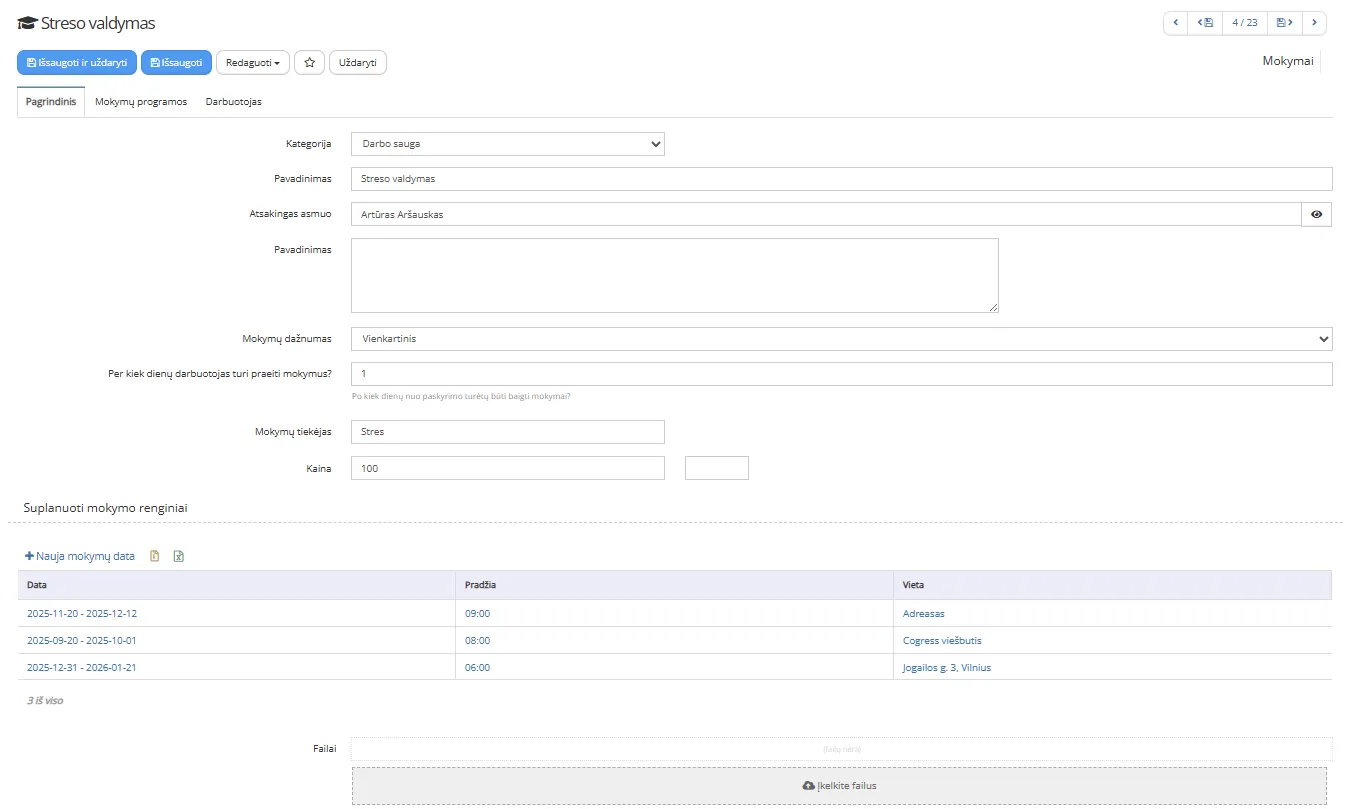 Streso valdymas
4 / 23
Išsaugoti ir uždaryti Išsaugoti Redaguoti Uždaryti
Mokymai
Pagrindinis Mokymų programos Darbuotojas
Kategorija Darbo sauga
Pavadinimas Streso valdymas
Atsakingas asmuo Artūras Aršauskas
Pavadinimas
Mokymų dažnumas Vienkartinis
Per kiek dienų darbuotojas turi praeiti mokymus? 1
Po kiek dienų nuo paskyrimo turėtų būti baigti mokymai?
Mokymų tiekėjas Stres
Kaina 100
Suplanuoti mokymo renginiai
Nauja mokymų data
Data Pradžia Vieta
2025-11-20 - 2025-12-12 09:00 Adreasas
2025-09-20 - 2025-10-01 08:00 Cogress viešbutis
2025-12-31 - 2026-01-21 06:00 Jogailos g. 3, Vilnius
3 iš viso
Failai (failų nėra)
Įkelkite failus